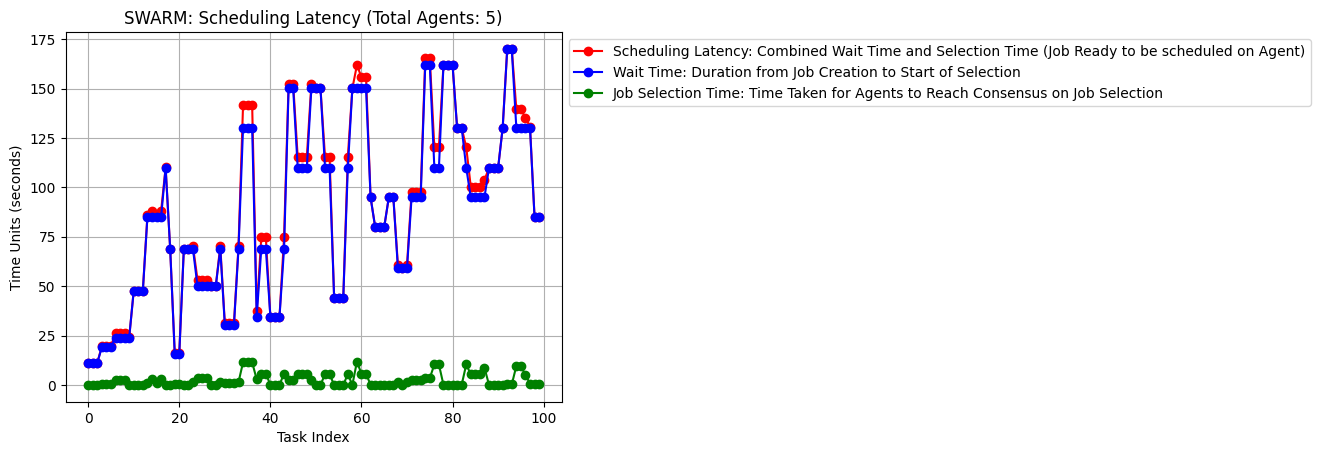 SWARM: Scheduling Latency (Total Agents: 5)
Scheduling Latency: Combined Wait Time and Selection Time (Job Ready to be scheduled on Agent)
Wait Time: Duration from Job Creation to Start of Selection
Job Selection Time: Time Taken for Agents to Reach Consensus on Job Selection
Time Units (seconds)
175
150
125
100
75
50
25
0
0 20 40 60 80 100
Task Index